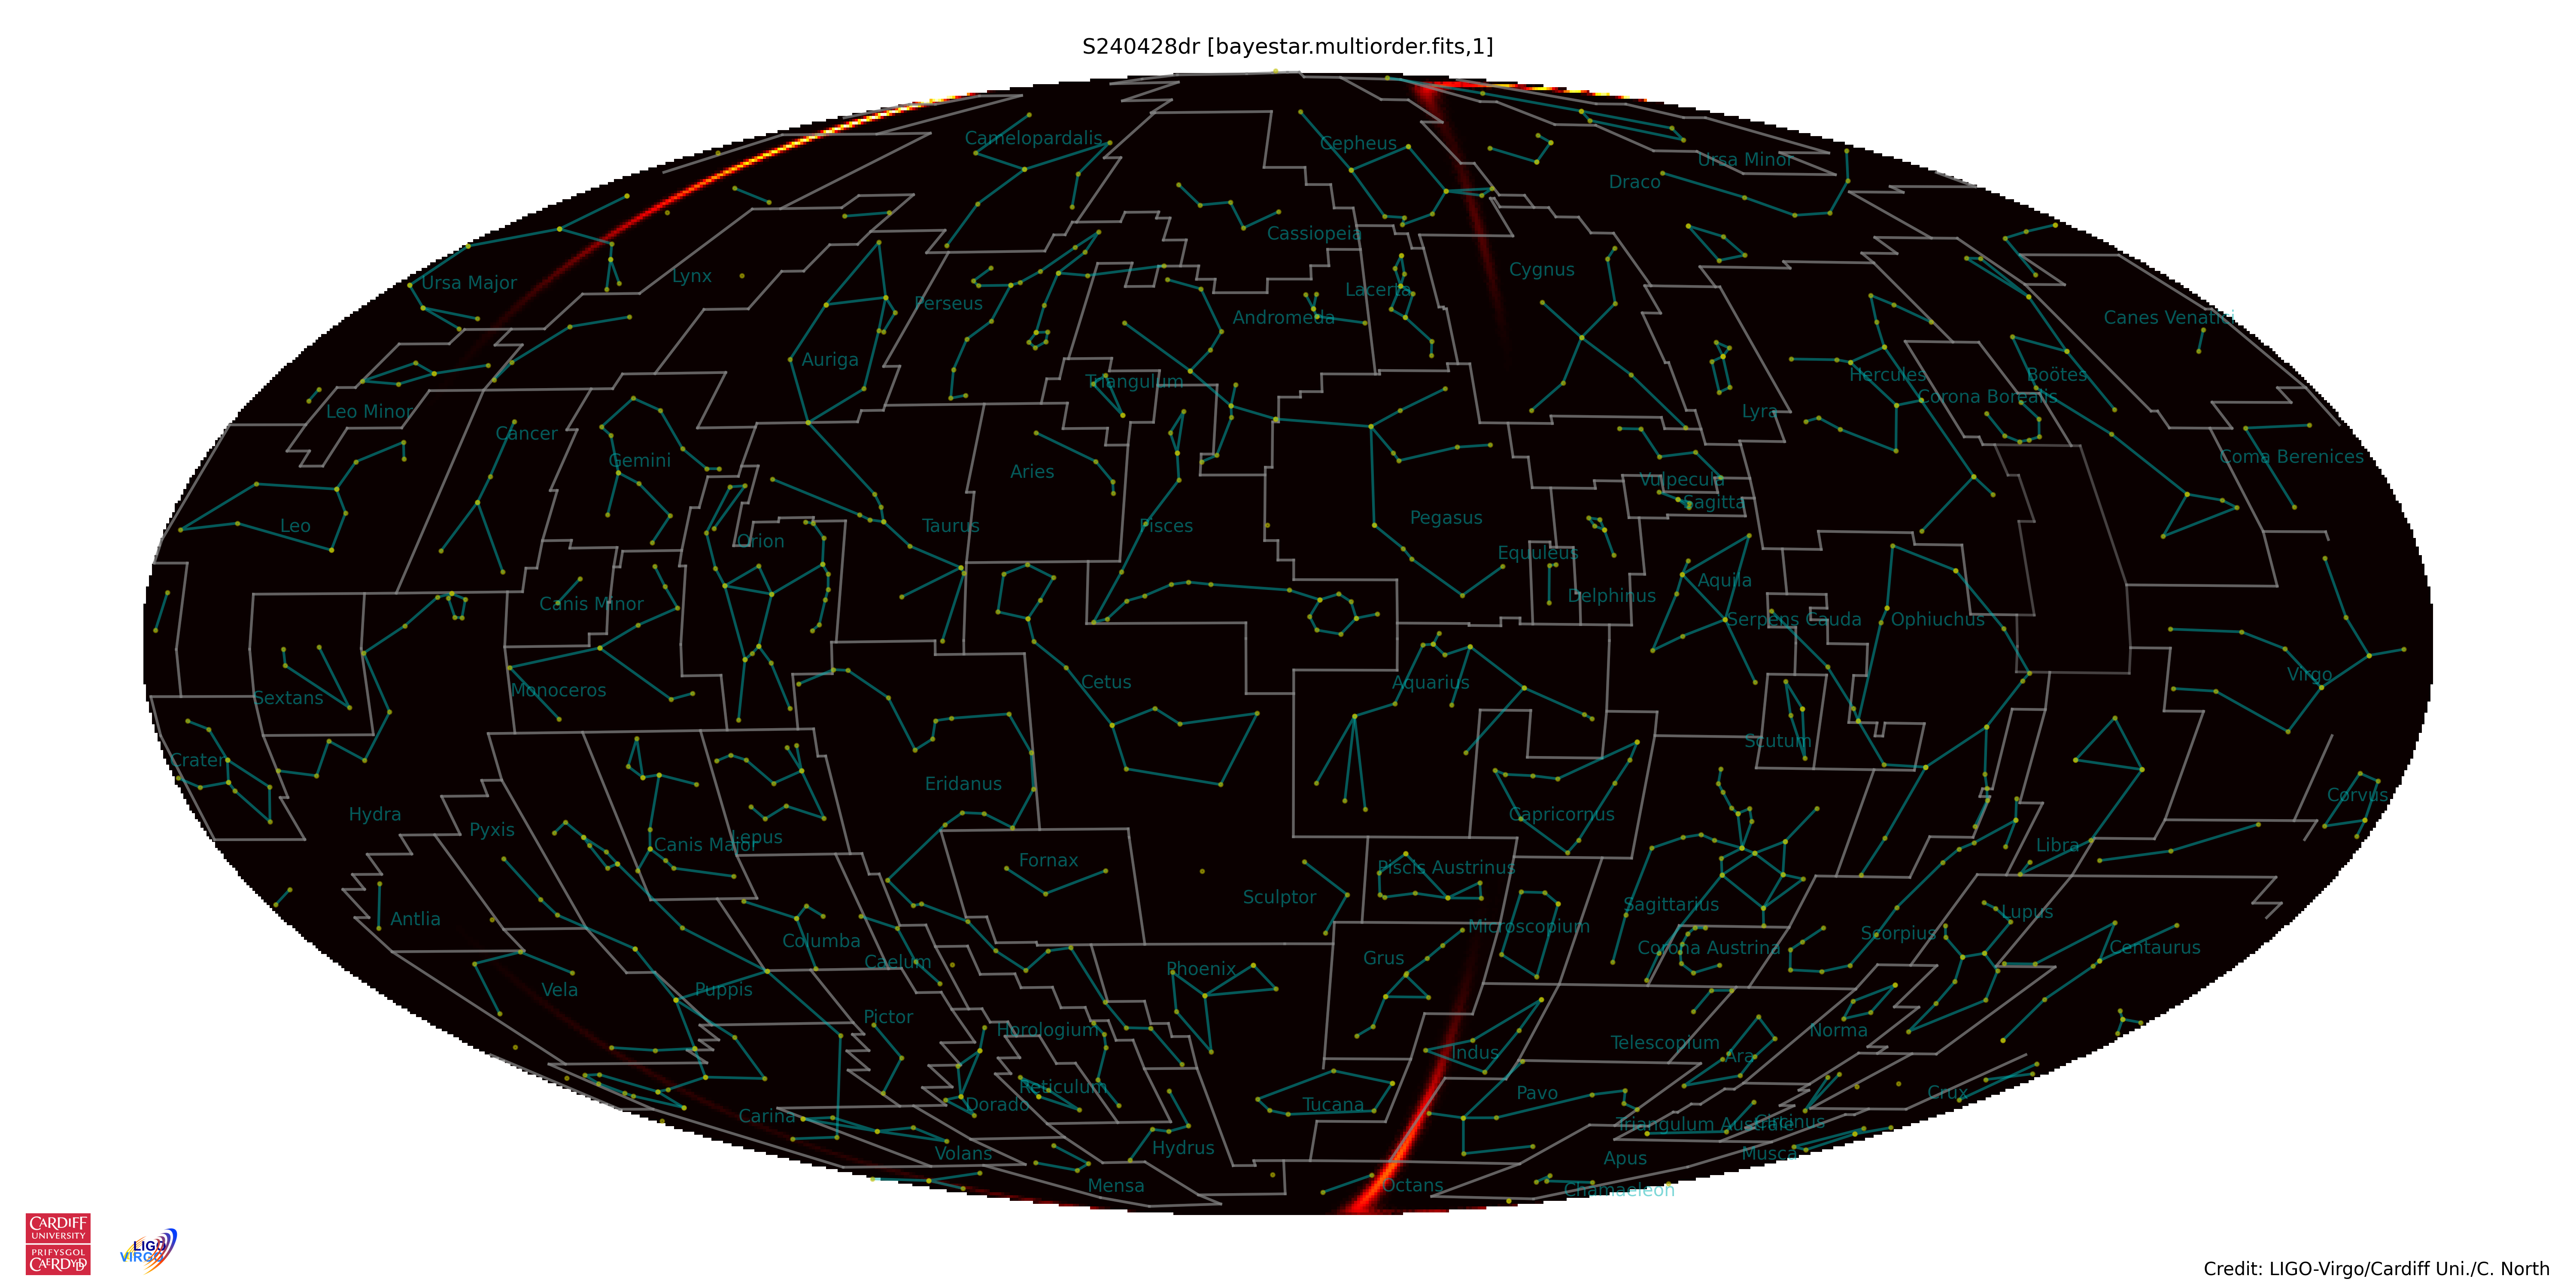 S240428dr [bayestar.multiorder.fits,1]
Camelopardalis
Cepheus
Ursa Minor
Draco
Cassiopeia
Ursa Major
Lynx
Cygnus
Perseus
Lacerta
Andromeda
Canes Venatici
Auriga
Triangulum
Hercules
Boötes
Corona Borealis
Leo Minor
Lyra
Cancer
Gemini
Aries
Coma Berenices
Vulpecula
Sagitta
Leo
Orion
Taurus
Pisces
Pegasus
Equuleus
Canis Minor
Delphinus
Aquila
Serpens Cauda
Ophiuchus
Sextans
Monoceros
Cetus
Aquarius
Virgo
Crater
Scutum
Eridanus
Corvus
Hydra
Pyxis
Canis Major
Lepus
Capricornus
Libra
Fornax
Piscis Austrinus
Antlia
Sculptor
Sagittarius
Lupus
Microscopium
Columba
Caelum
Phoenix
Grus
Corona Austrina
Scorpius
Centaurus
Vela
Puppis
Pictor
Horologium
Indus
Telescopium
Ara
Norma
Reticulum
Dorado
Tucana
Pavo
Crux
Carina
Triangulum Australe
Circinus
Volans
Hydrus
Apus
Musca
Mensa
Octans
Chamaeleon
CARDIFF
UNIVERSITY
PRIFYSGOL
CAERDYDD
LIGO
VIRGO
Credit: LIGO-Virgo/Cardiff Uni./C. North